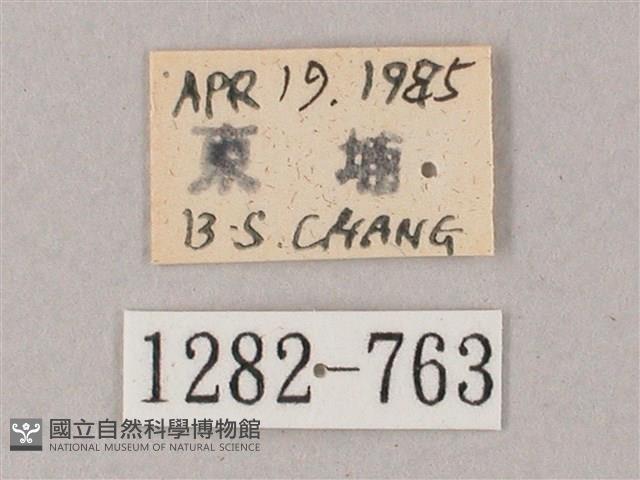 APR 19. 1985
東 埔
B.S. CHANG
1282-763
國立自然科學博物館
NATIONAL MUSEUM OF NATURAL SCIENCE